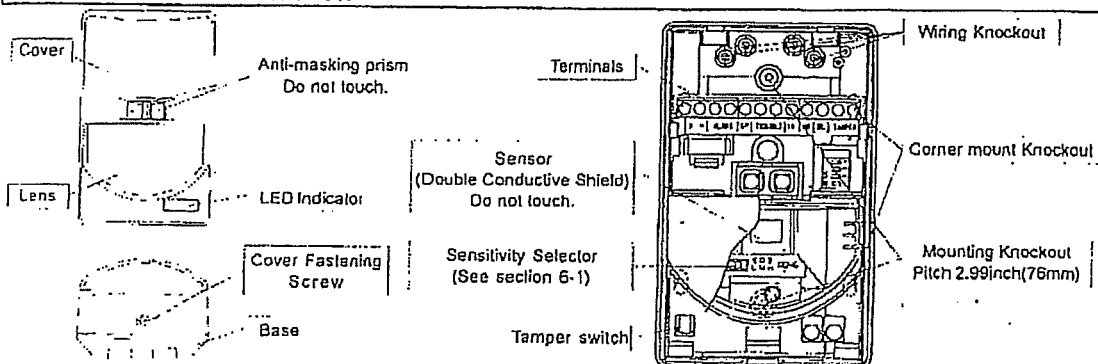 Cover
Anti-masking prism
Do not touch.
Lens
LED Indicator
Cover Fastening
Screw
Base
Terminals
Sensor
(Double Conductive Shield)
Do not touch.
Sensitivity Selector
(See section 6-1)
Tamper switch
Wiring Knockout
Corner mount Knockout
Mounting Knockout
Pitch 2.99inch(76mm)